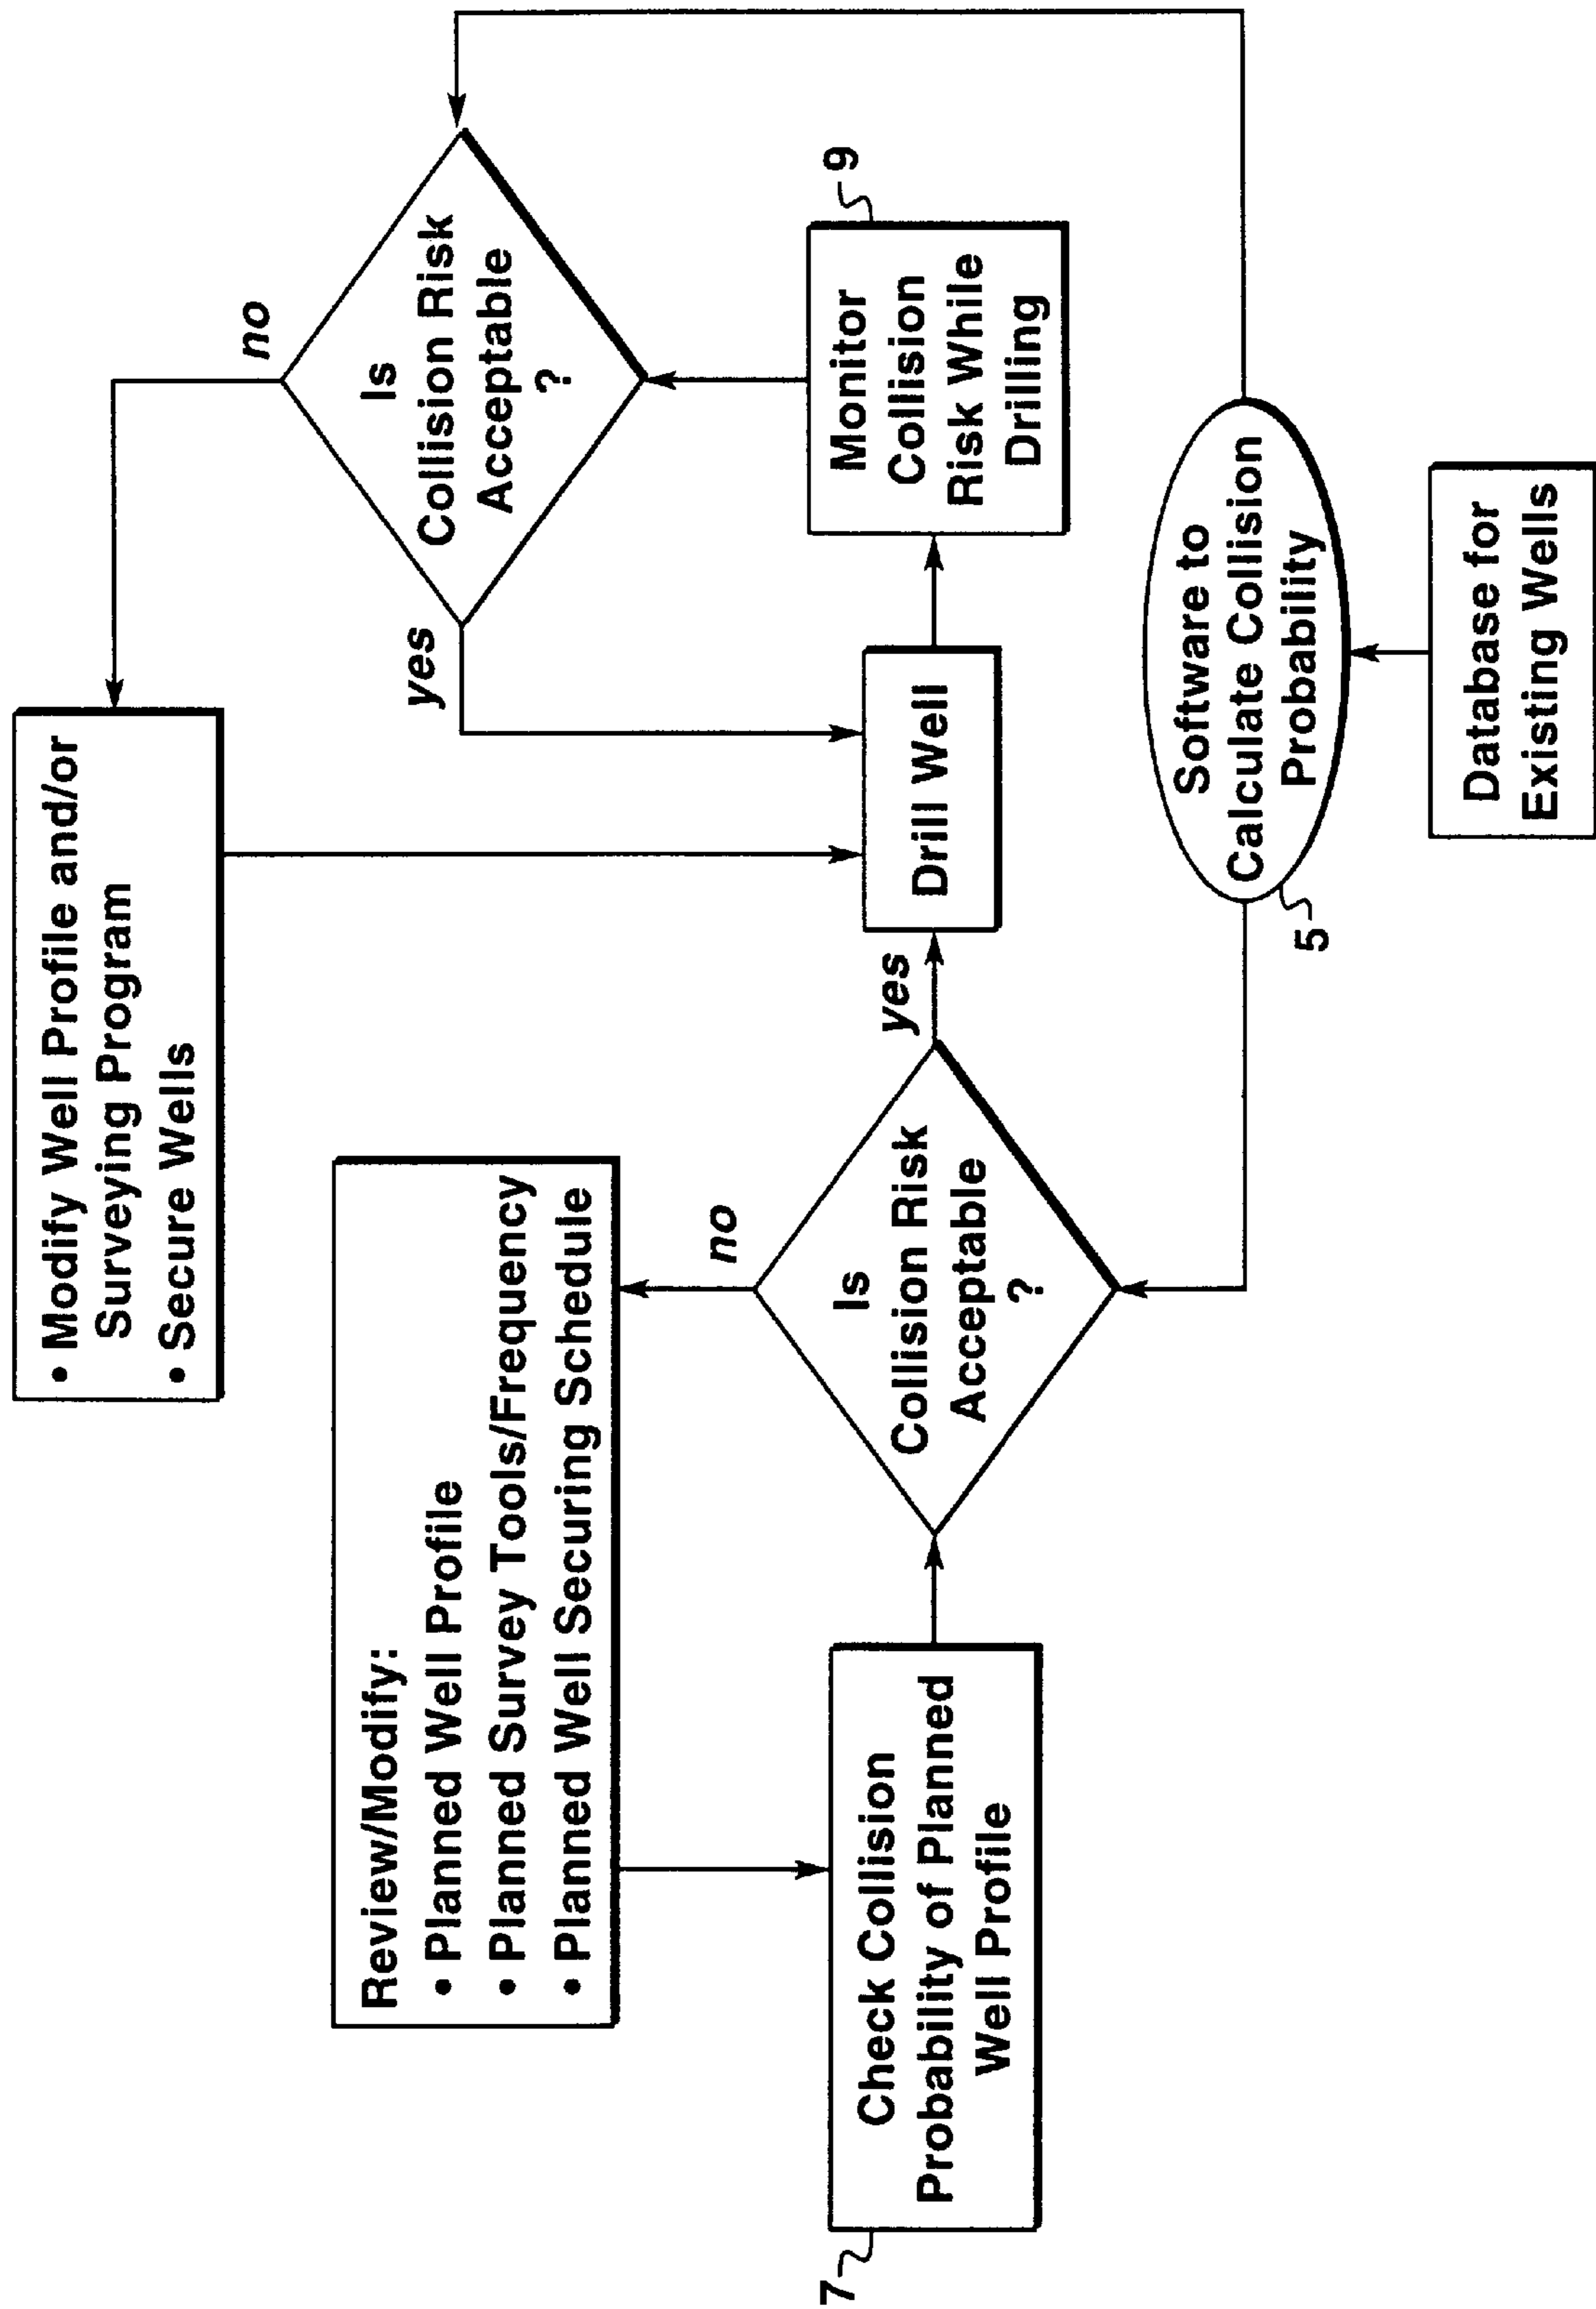 • Modify Well Profile and/or
Surveying Program
• Secure Wells
Review/Modify:
• Planned Well Profile
• Planned Survey Tools/Frequency
• Planned Well Securing Schedule
no
Is
Collision Risk
Acceptable
?
yes
no
Is
Collision Risk
Acceptable
?
yes
7
Check Collision
Probability of Planned
Well Profile
Drill Well
Monitor
Collision
Risk While
Drilling
9
5
Software to
Calculate Collision
Probability
Database for
Existing Wells